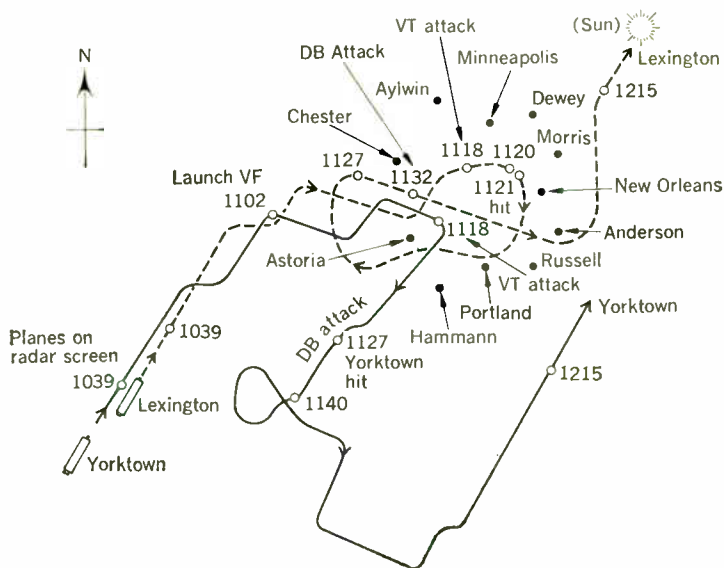 N
(Sun)
Lexington
VT attack
DB Attack
Minneapolis
Aylwin
Dewey
1215
Chester
Morris
1127
1132
1118
1120
1121
hit
New Orleans
Launch VF
1102
Astoria
1118
VT attack
Anderson
Russell
Portland
Hammann
Yorktown
DB attack
Planes on
radar screen
1039
1039
1127
Yorktown
hit
1215
1140
Lexington
Yorktown